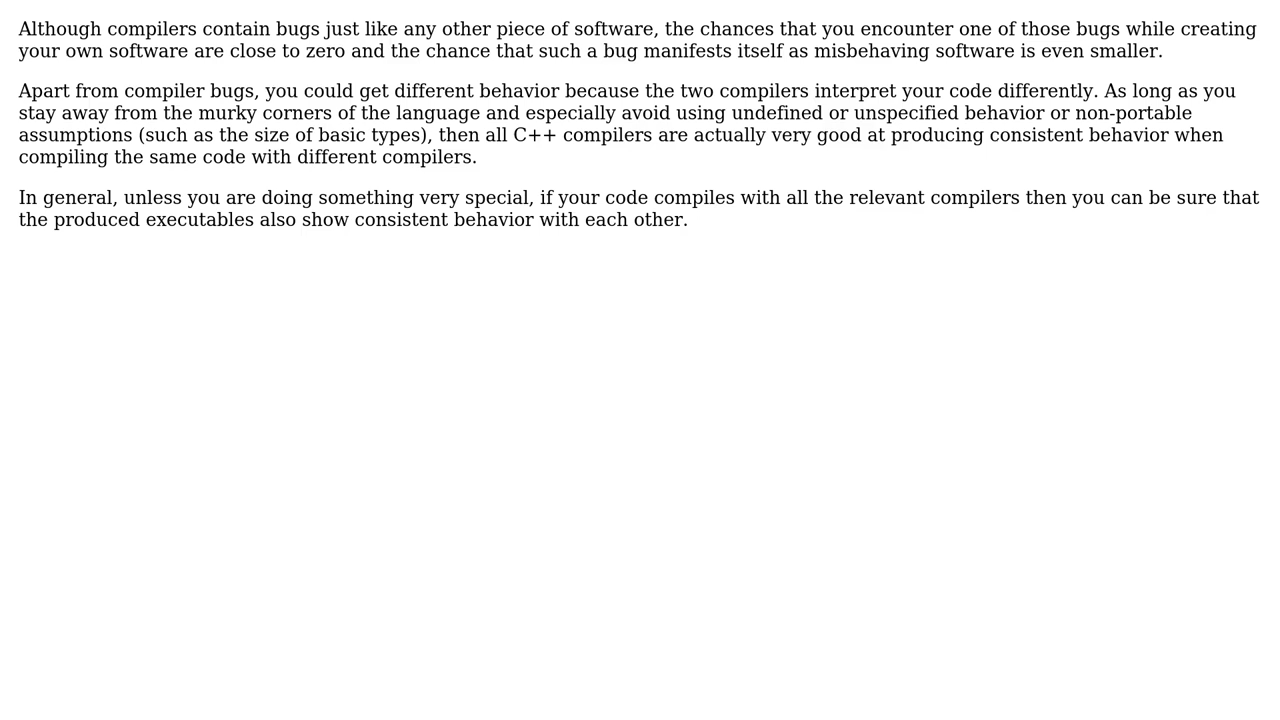 Although compilers contain bugs just like any other piece of software, the chances that you encounter one of those bugs while creating
your own software are close to zero and the chance that such a bug manifests itself as misbehaving software is even smaller.
Apart from compiler bugs, you could get different behavior because the two compilers interpret your code differently. As long as you
stay away from the murky corners of the language and especially avoid using undefined or unspecified behavior or non-portable
assumptions (such as the size of basic types), then all C++ compilers are actually very good at producing consistent behavior when
compiling the same code with different compilers.
In general, unless you are doing something very special, if your code compiles with all the relevant compilers then you can be sure that
the produced executables also show consistent behavior with each other.